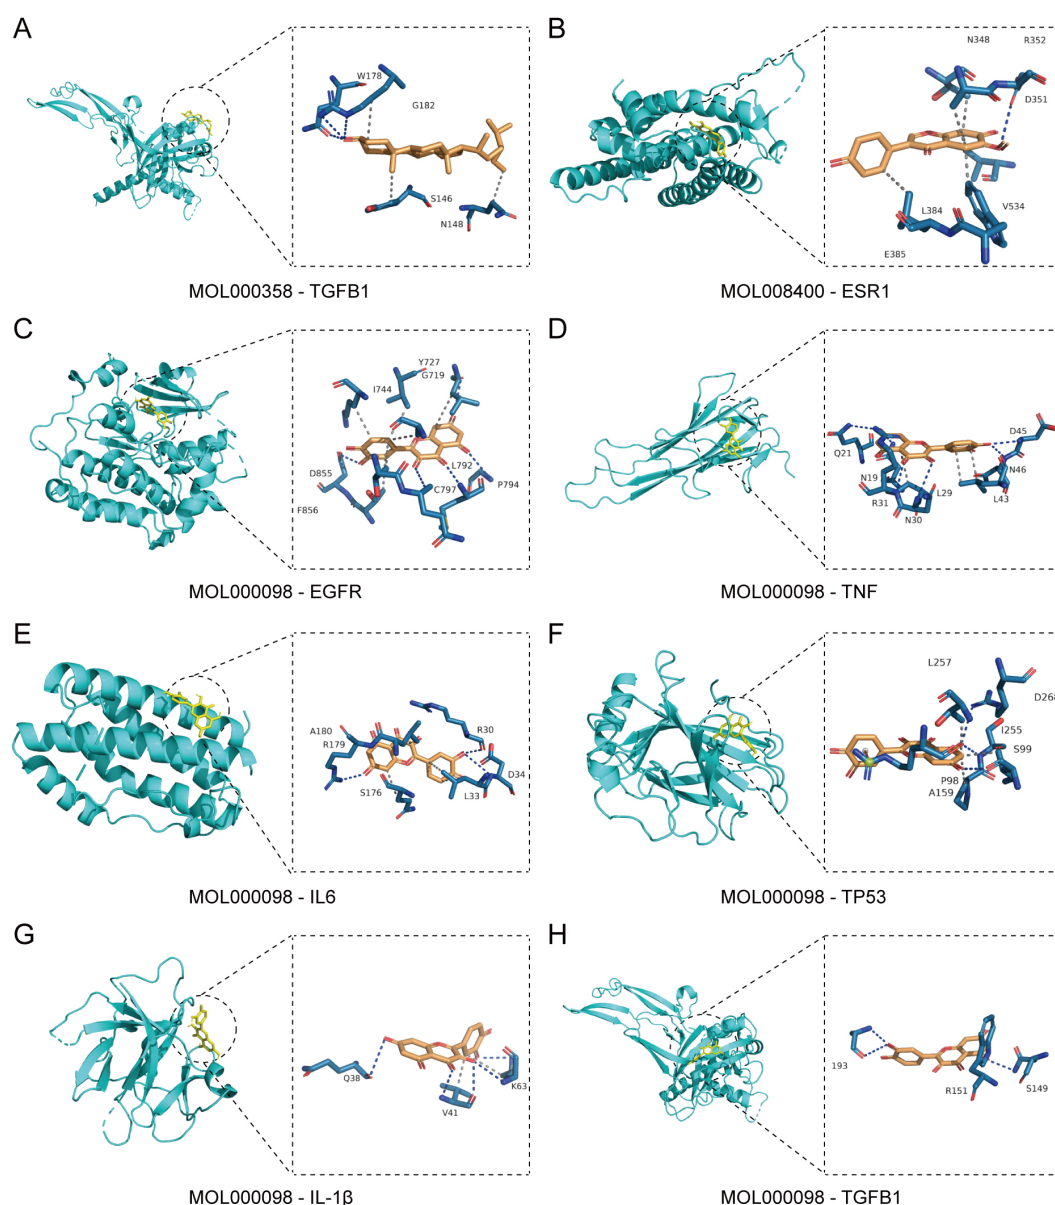 A
W178
G182
S146
N148
MOL000358 - TGFB1
B
N348
R352
D351
L384
V534
E385
MOL008400 - ESR1
C
Y727
G719
I744
D855
L792
C797
P794
F856
MOL000098 - EGFR
D
D45
Q21
N46
N19
L29
R31
L43
N30
MOL000098 - TNF
E
A180
R30
R179
D34
S176
L33
MOL000098 - IL6
F
L257
D268
I255
S99
P98
A159
MOL000098 - TP53
G
Q38
K63
V41
MOL000098 - IL-1β
H
193
R151
S149
MOL000098 - TGFB1